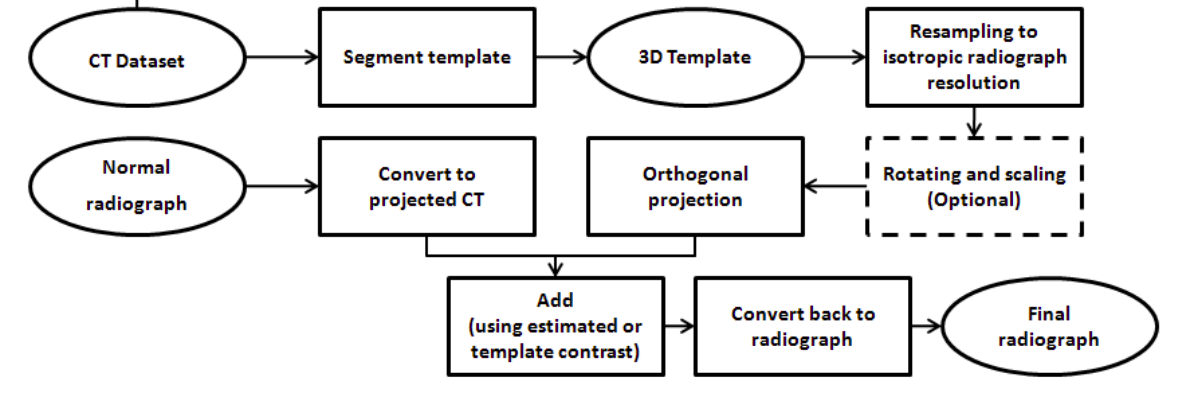 CT Dataset
Segment template
3D Template
Resampling to
isotropic radiograph
resolution
Normal
radiograph
Convert to
projected CT
Orthogonal
projection
Rotating and scaling
(Optional)
Add
(using estimated or
template contrast)
Convert back to
radiograph
Final
radiograph